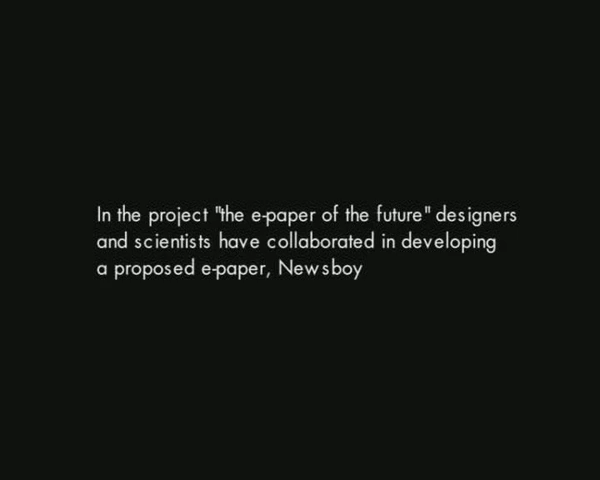 In the project "the e-paper of the future" designers
and scientists have collaborated in developing
a proposed e-paper, Newsboy